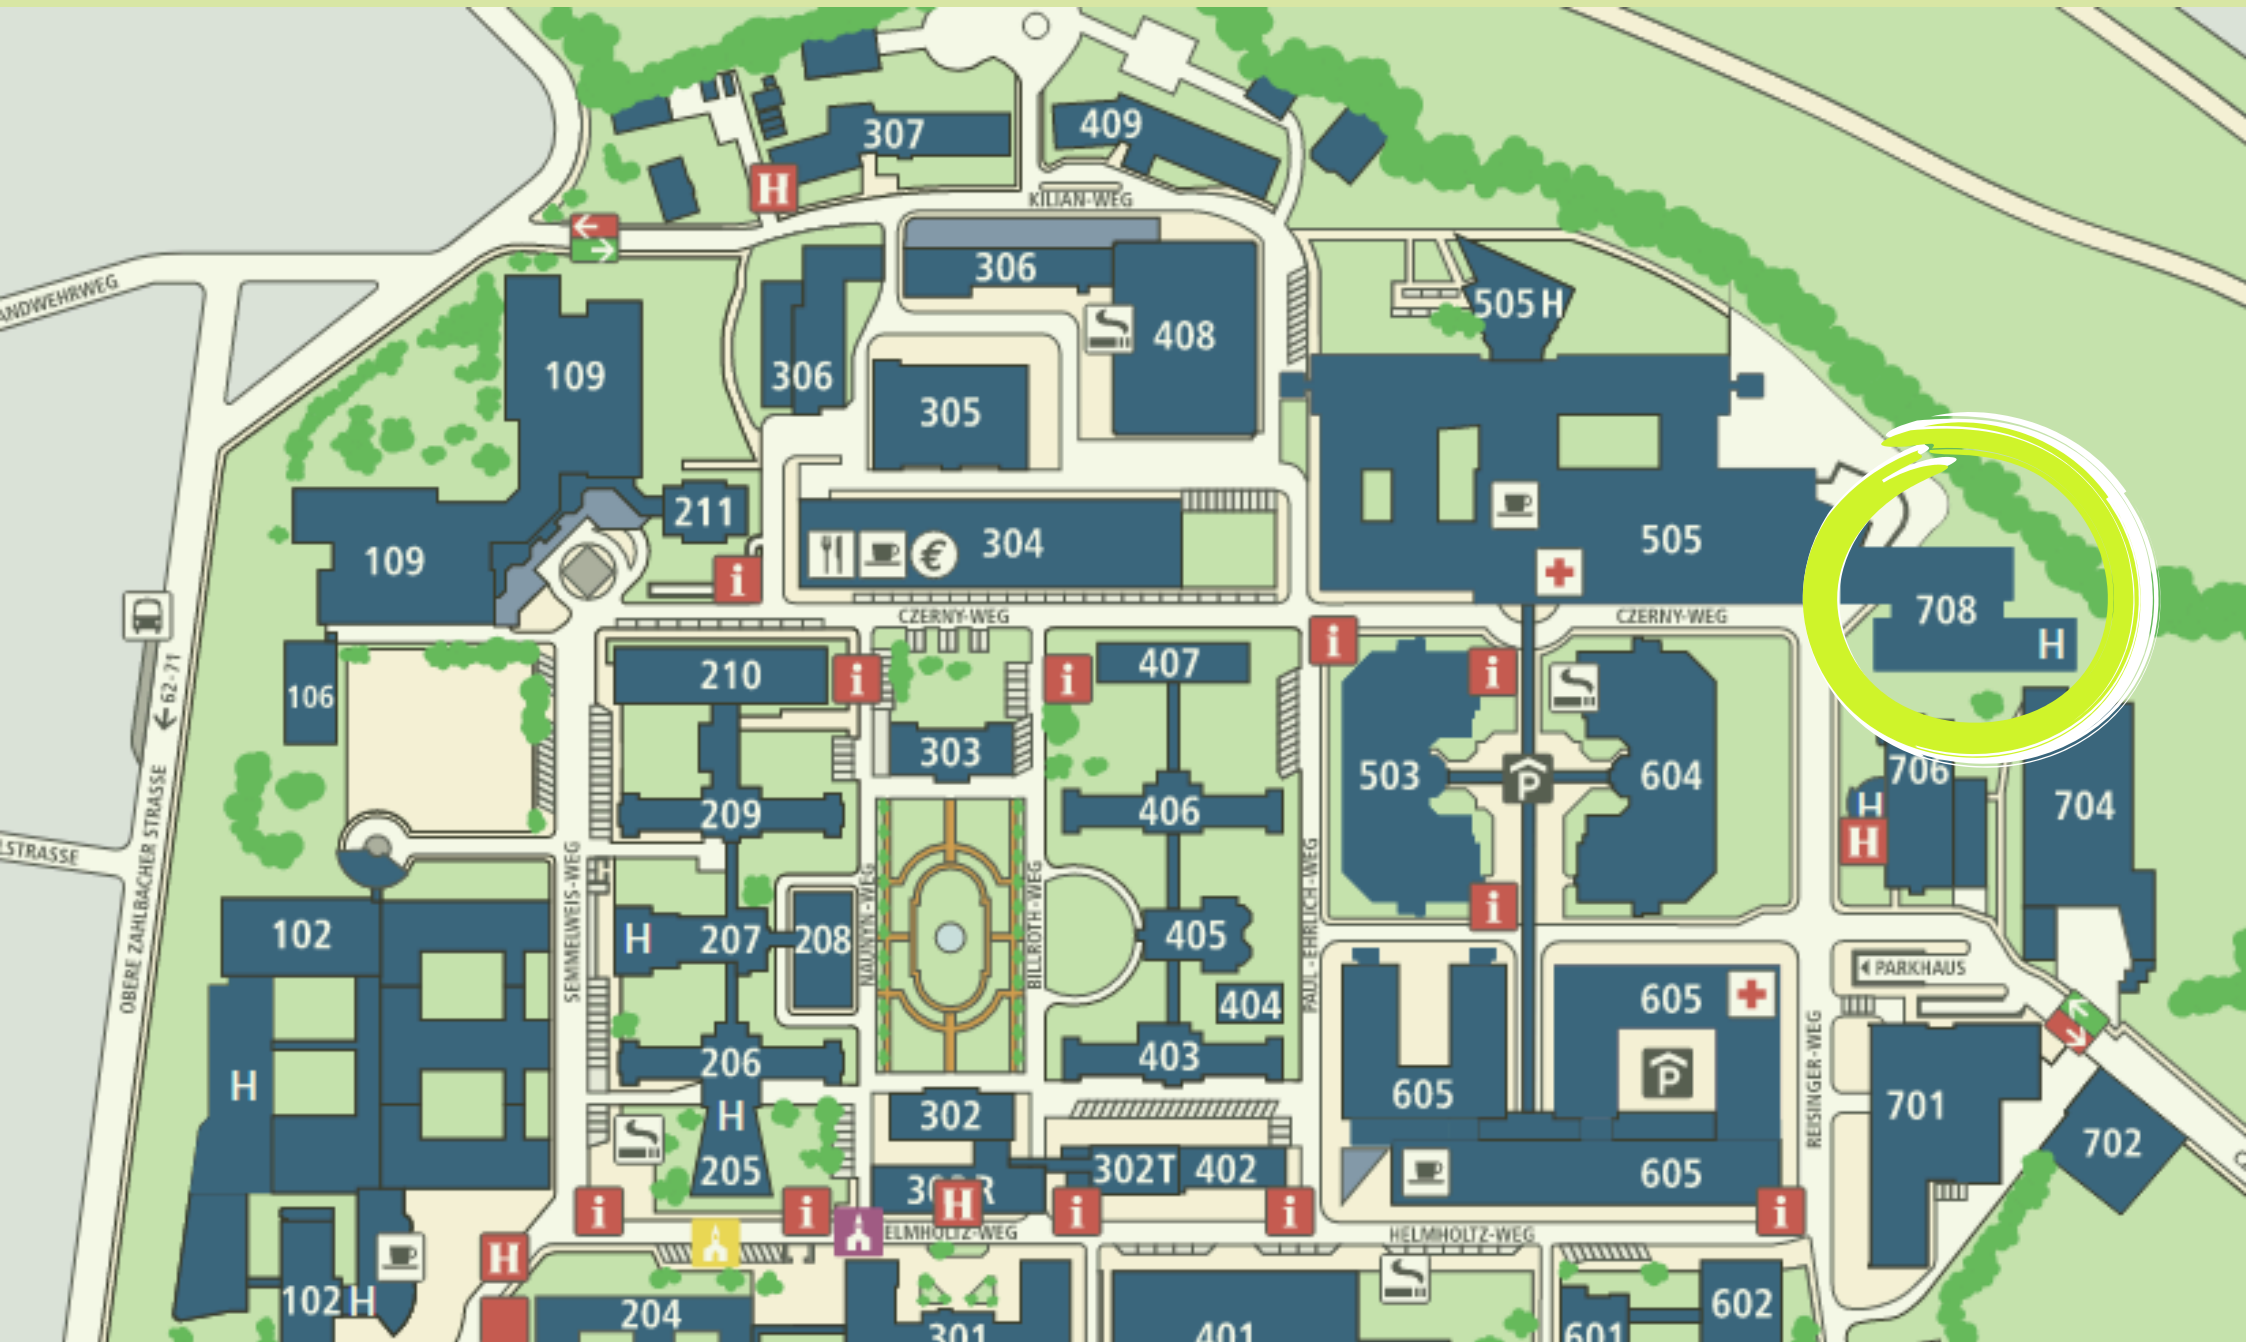 307
409
H
KILIAN-WEG
306
505 H
ANDWEHRWEG
408
109
306
305
211
304
€
505
109
i
CZERNY-WEG
CZERNY-WEG
708
H
i
407
210
i
i
i
62-71
106
303
503
P
604
706
H
704
209
406
H
OBERE ZAHLBACHER STRASSE
LSTRASSE
SEMMELWEIS-WEG
NAUNYN-WEG
BILLROTH-WEG
PAUL-EHRLICH-WEG
i
102
H
207
208
405
PARKHAUS
404
605
P
REISINGER-WEG
206
403
H
605
701
H
302
702
205
302T
402
605
H
i
i
i
i
i
ELMHOLTZ-WEG
HELMHOLTZ-WEG
H
102 H
204
301
401
601
602